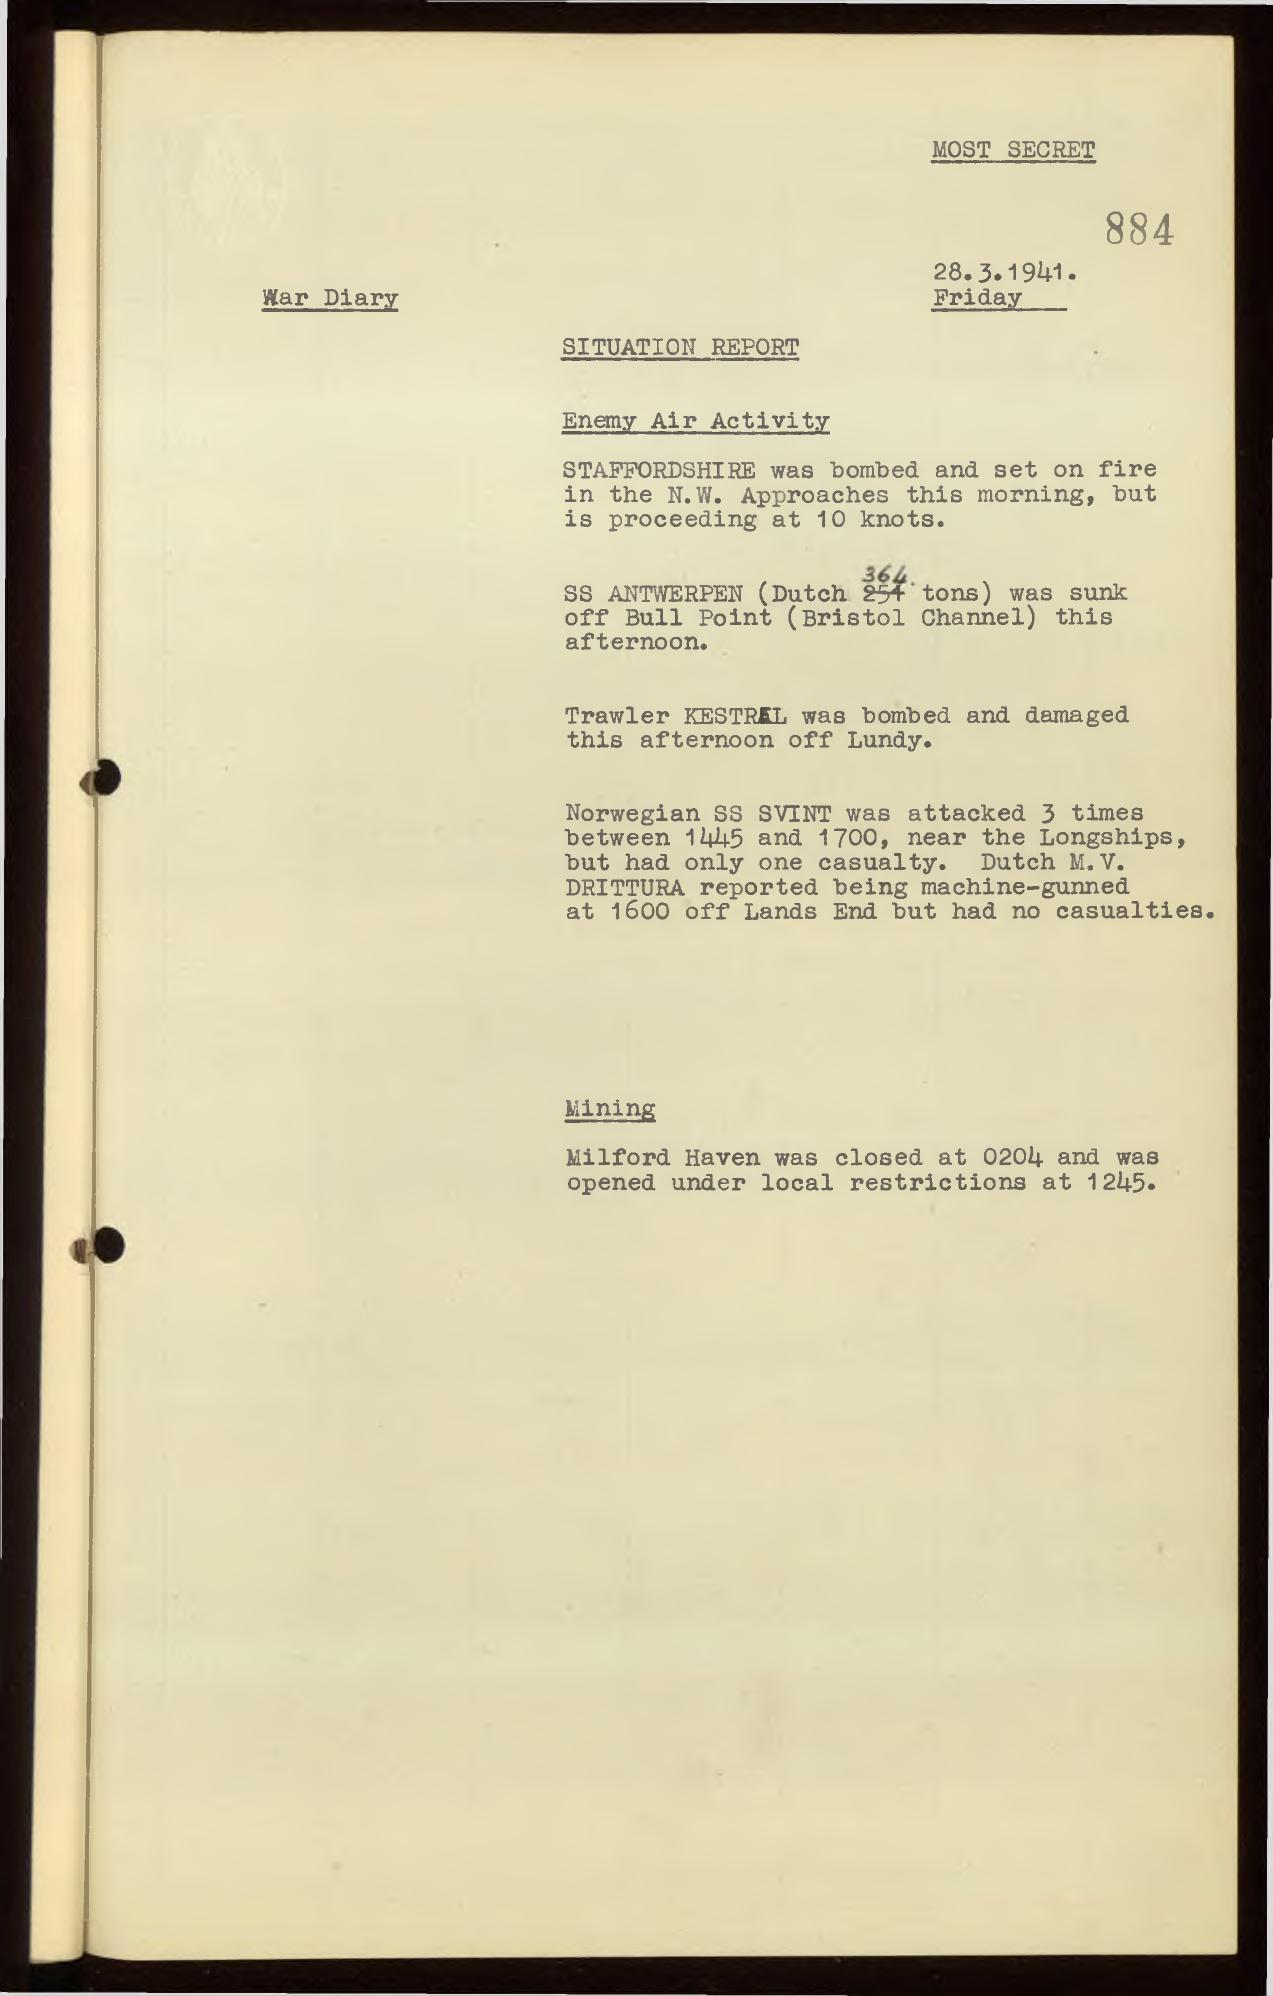 MOST SECRET
884
28.3.1941.
War Diary
Friday
SITUATION REPORT
Enemy Air Activity
STAFFORDSHIRE was bombed and set on fire
in the N.W. Approaches this morning, but
is proceeding at 10 knots.
364.
SS ANTWERPEN (Dutch 254 tons) was sunk
off Bull Point (Bristol Channel) this
afternoon.
Trawler KESTREL was bombed and damaged
this afternoon off Lundy.
Norwegian SS SVINT was attacked 3 times
between 1445 and 1700, near the Longships,
but had only one casualty. Dutch M.V.
DRITTURA reported being machine-gunned
at 1600 off Lands End but had no casualties.
Mining
Milford Haven was closed at 0204 and was
opened under local restrictions at 1245.